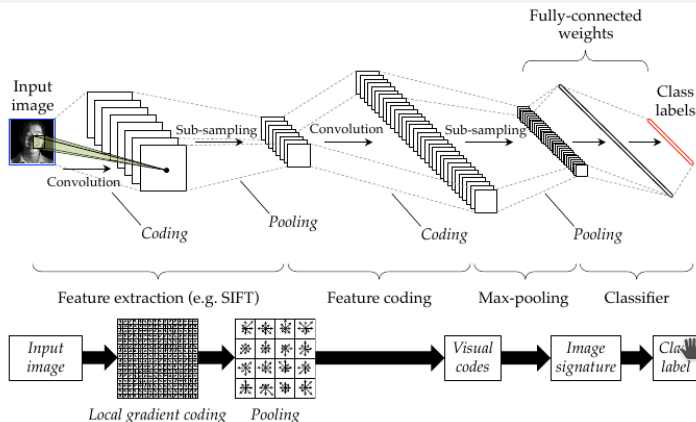 Fully-connected
weights
Input
image
Class
labels
Sub-sampling
Convolution
Sub-sampling
Convolution
Coding
Pooling
Coding
Pooling
Feature extraction (e.g. SIFT)
Feature coding
Max-pooling
Classifier
Input
image
Visual
codes
Image
signature
label
Local gradient coding
Pooling